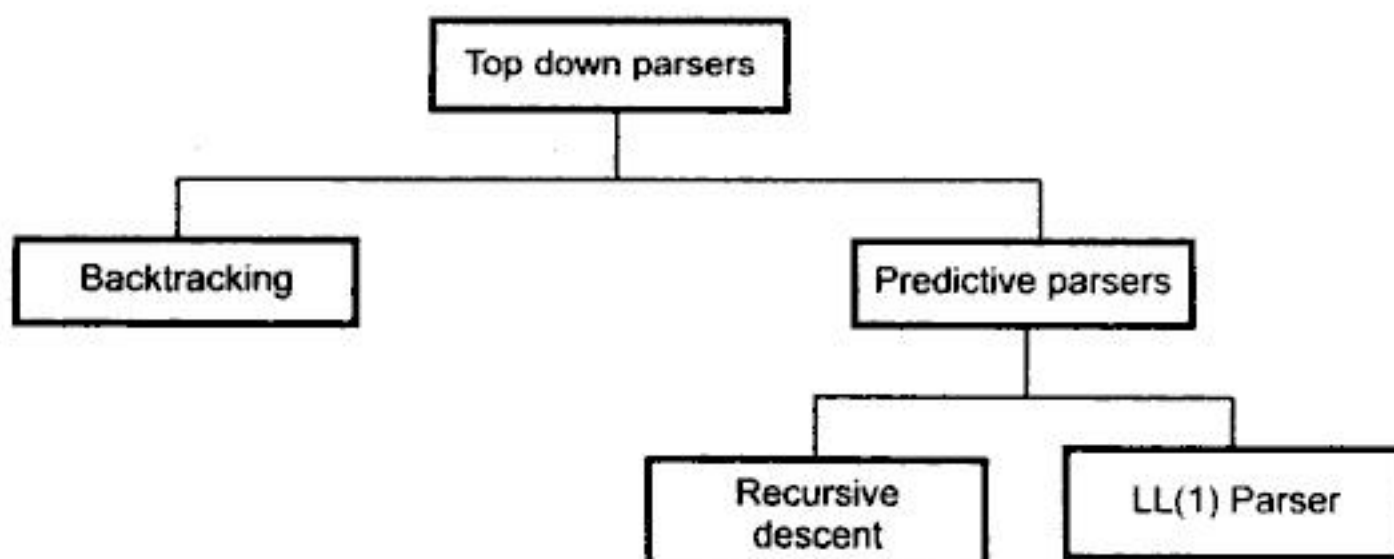 Top down parsers
Backtracking
Predictive parsers
Recursive
descent
LL(1) Parser